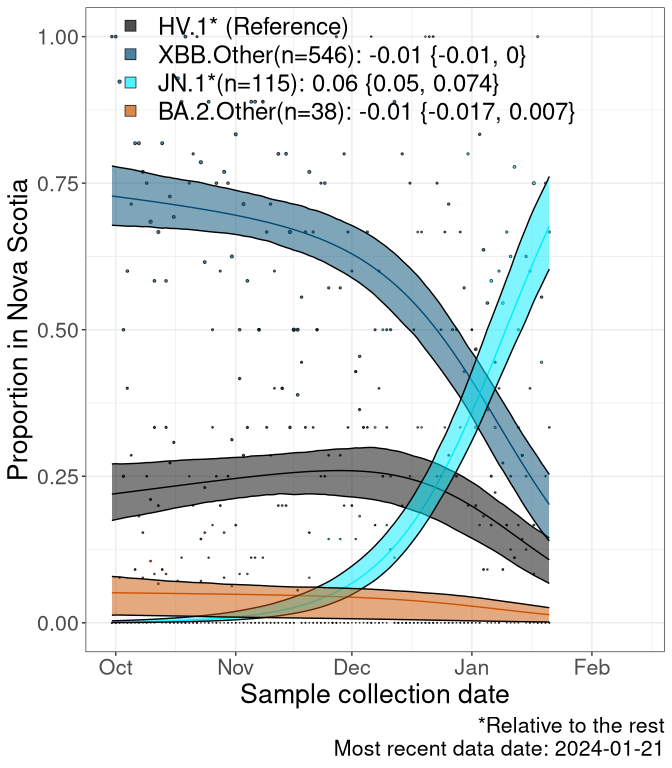 HV.1* (Reference)
XBB.Other(n=546): -0.01 {-0.01, 0}
JN.1*(n=115): 0.06 {0.05, 0.074}
BA.2.Other(n=38): -0.01 {-0.017, 0.007}
Proportion in Nova Scotia
1.00
0.75
0.50
0.25
0.00
Oct Nov Dec Jan Feb
Sample collection date
*Relative to the rest
Most recent data date: 2024-01-21